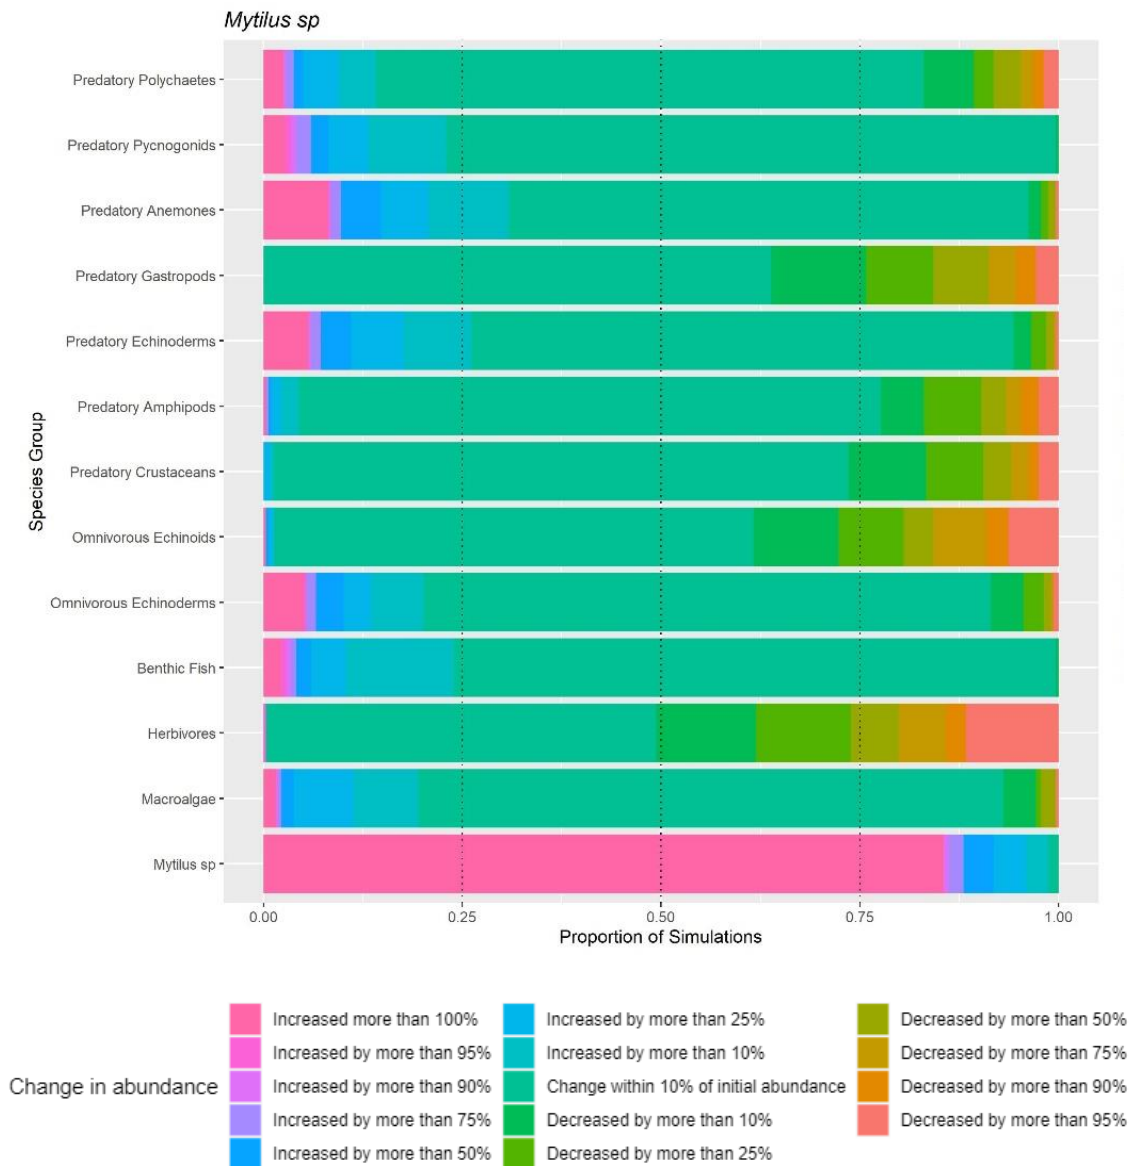 Mytilus sp
Predatory Polychaetes
Predatory Pycnogonids
Predatory Anemones
Predatory Gastropods
Predatory Echinoderms
Predatory Amphipods
Predatory Crustaceans
Omnivorous Echinoids
Omnivorous Echinoderms
Benthic Fish
Herbivores
Macroalgae
Mytilus sp
Species Group
0.00 0.25 0.50 0.75 1.00
Proportion of Simulations
Change in abundance
Increased more than 100%
Increased by more than 95%
Increased by more than 90%
Increased by more than 75%
Increased by more than 50%
Increased by more than 25%
Increased by more than 10%
Change within 10% of initial abundance
Decreased by more than 10%
Decreased by more than 25%
Decreased by more than 50%
Decreased by more than 75%
Decreased by more than 90%
Decreased by more than 95%